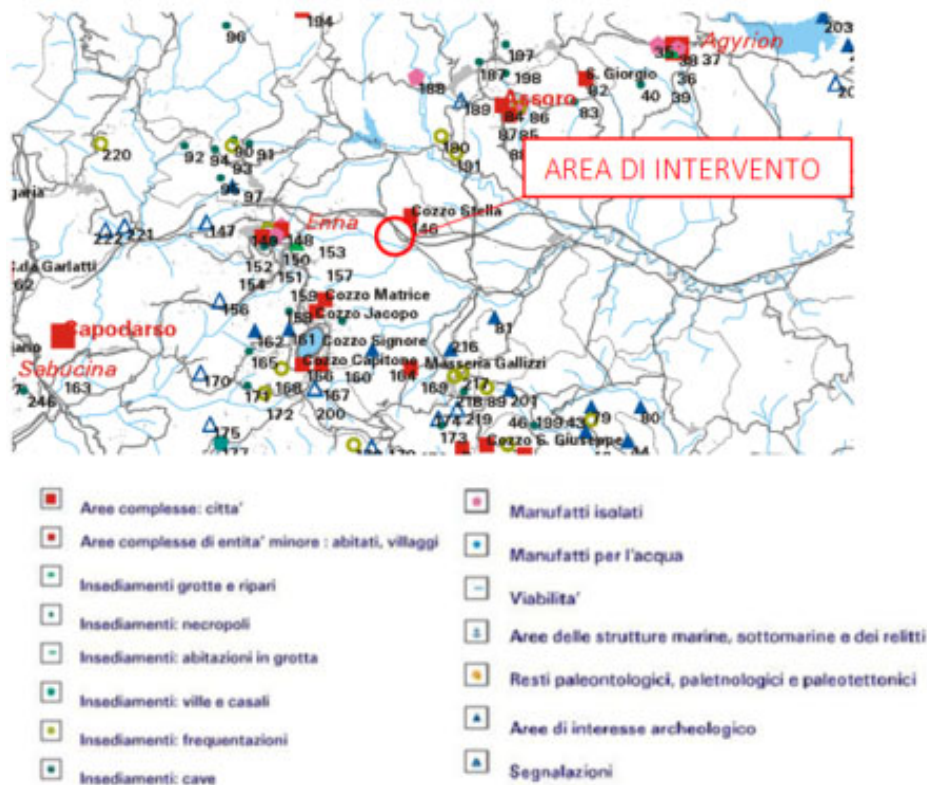 194
96
203
197
35
Agyrion
38 37
187
198
S. Giorgio
36
188
82
40 39
189
Assoro
84 86
83
87 85
180
92 94 90 91
93
220
191
AREA DI INTERVENTO
97
Enna
Cozzo Stella
146
222 221
147
148
150 153
152 151 157
154
C.da Garlatti
62
159 Cozzo Matrice
Cozzo Jacopo
156
Capodarso
162 161 Cozzo Signore
81
216
Sabucina
165
Cozzo Capitone
Masseria Gallizzi
163
170
166 160 164 169 217
246
171 168 167
218 89 201
172 200
174 219 46 199 43 79 80
175
173 Cozzo S. Giuseppe
177
Aree complesse: citta'
Aree complesse di entita' minore : abitati, villaggi
Insediamenti grotte e ripari
Insediamenti: necropoli
Insediamenti: abitazioni in grotta
Insediamenti: ville e casali
Insediamenti: frequentazioni
Insediamenti: cave
Manufatti isolati
Manufatti per l'acqua
Viabilita'
Aree delle strutture marine, sottomarine e dei relitti
Resti paleontologici, paletnologici e paleotettonici
Aree di interesse archeologico
Segnalazioni